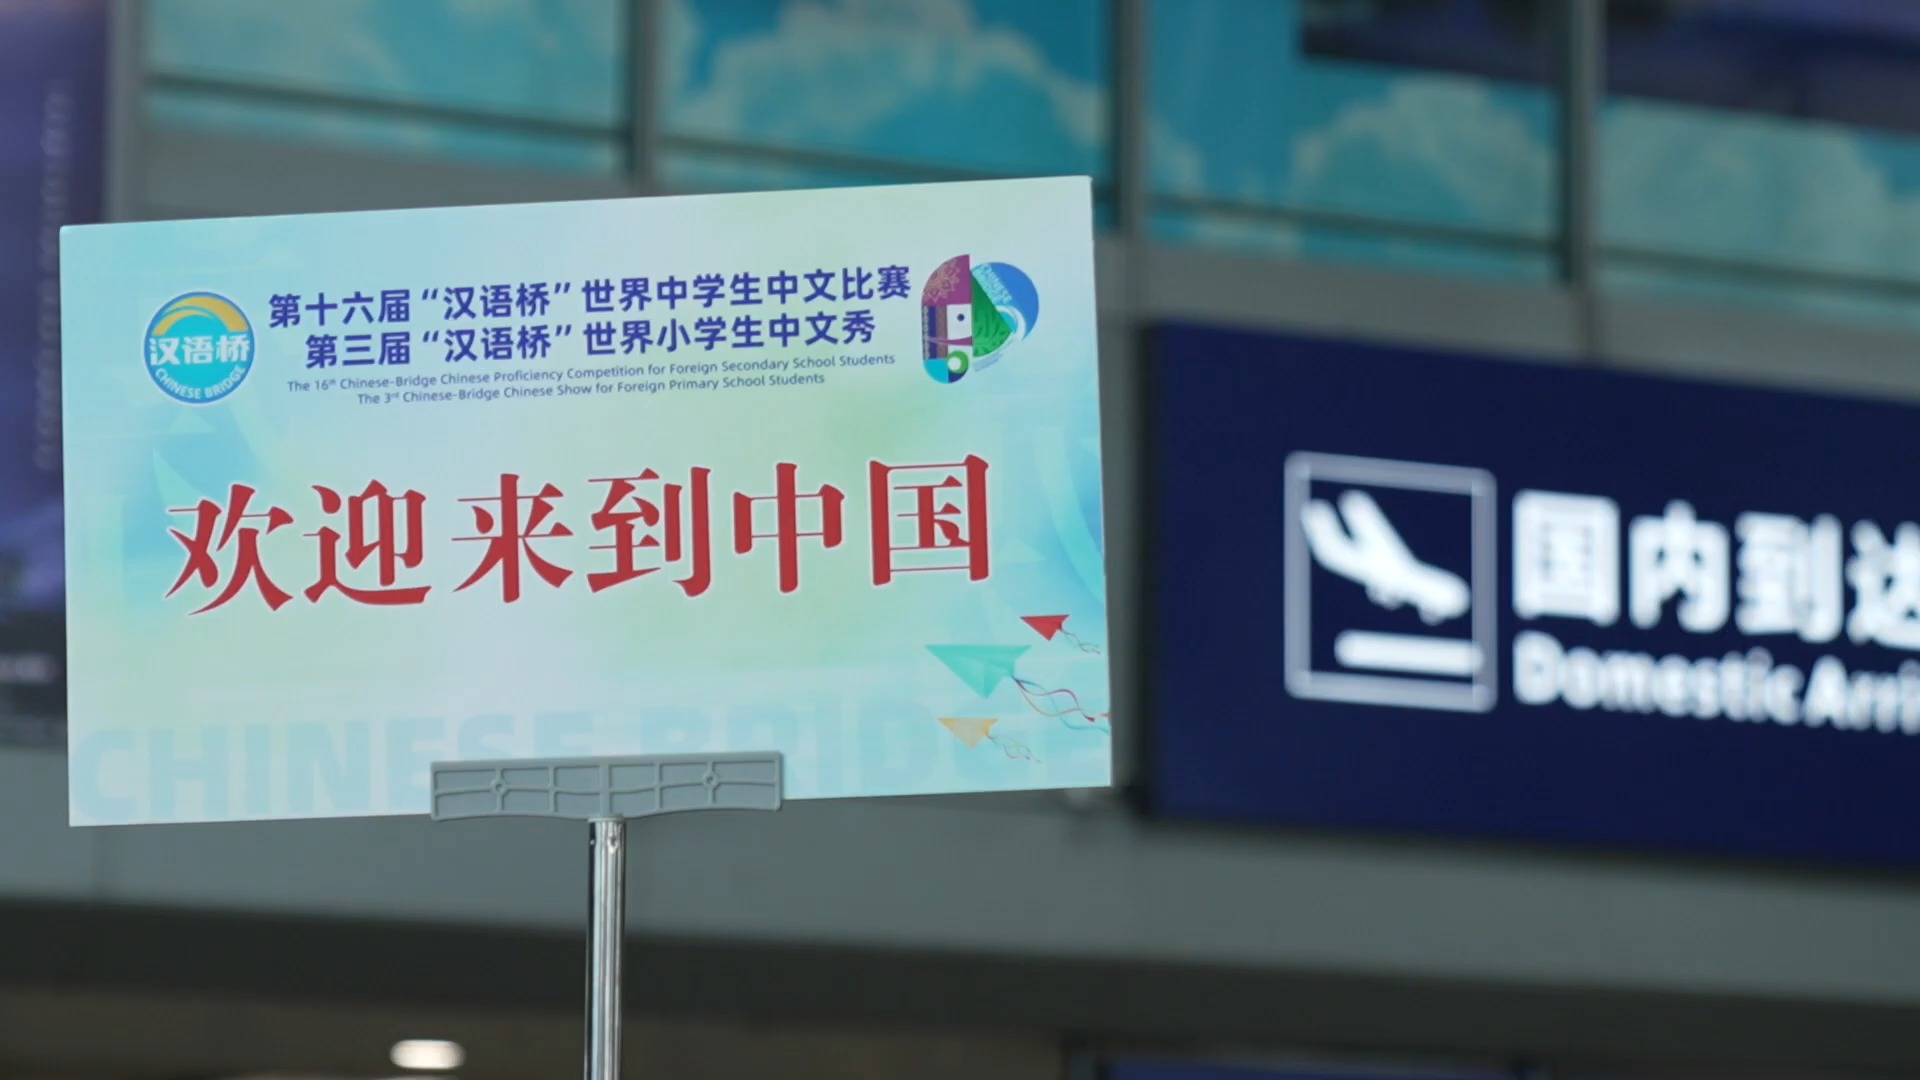 第十六届“汉语桥”世界中学生中文比赛
第三届“汉语桥”世界小学生中文秀
The 16th Chinese-Bridge Chinese Proficiency Competition for Foreign Secondary School Students
The 3rd Chinese-Bridge Chinese Show for Foreign Primary School Students
汉语桥
CHINESE BRIDGE
CHINESE
欢迎来到中国
CHINESE BRIDGE
国内到达
Domestic Arri